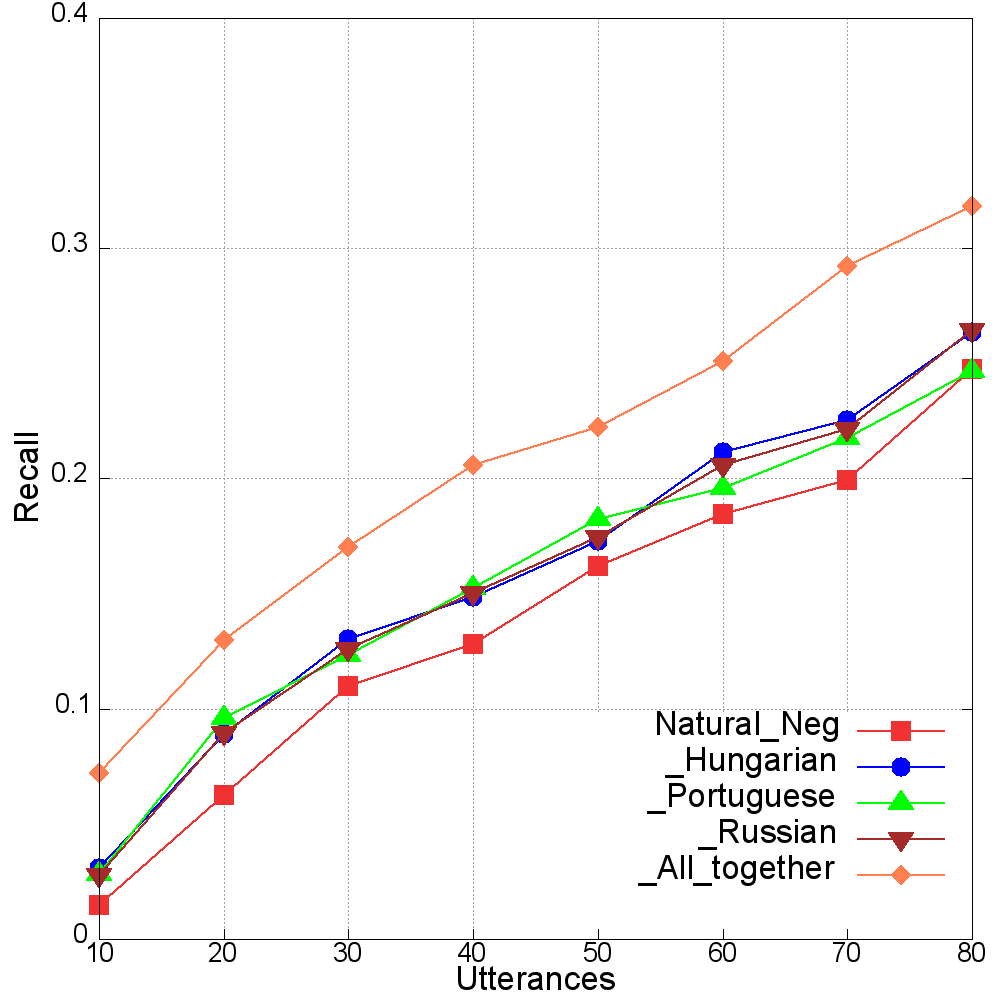 0.4
0.3
0.2
0.1
0
Recall
10 20 30 40 50 60 70 80
Utterances
Natural_Neg
_Hungarian
_Portuguese
_Russian
_All_together